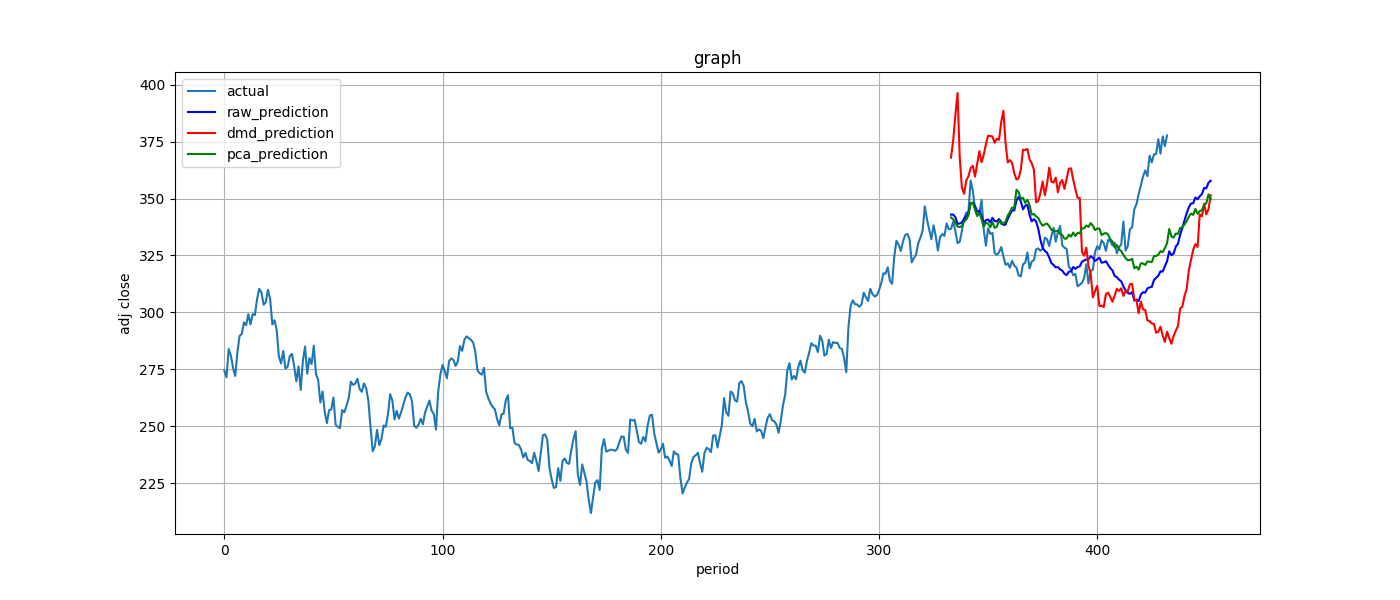 graph
400
375
350
325
300
275
250
225
adj close
actual
raw_prediction
dmd_prediction
pca_prediction
0 100 200 300 400
period